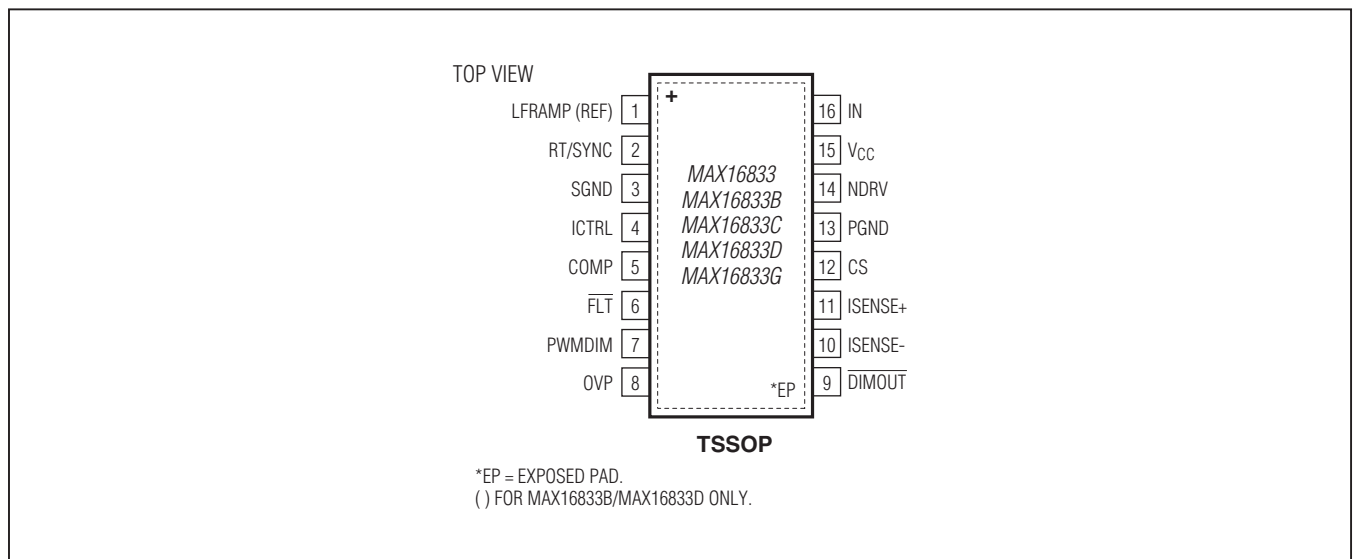 TOP VIEW
+
LFRAMP (REF) 1
16 IN
RT/SYNC 2
15 VCC
SGND 3
14 NDRV
ICTRL 4
13 PGND
COMP 5
12 CS
FLT 6
11 ISENSE+
PWMDIM 7
10 ISENSE-
OVP 8
9 DIMOUT
MAX16833
MAX16833B
MAX16833C
MAX16833D
MAX16833G
*EP
TSSOP
*EP = EXPOSED PAD.
( ) FOR MAX16833B/MAX16833D ONLY.